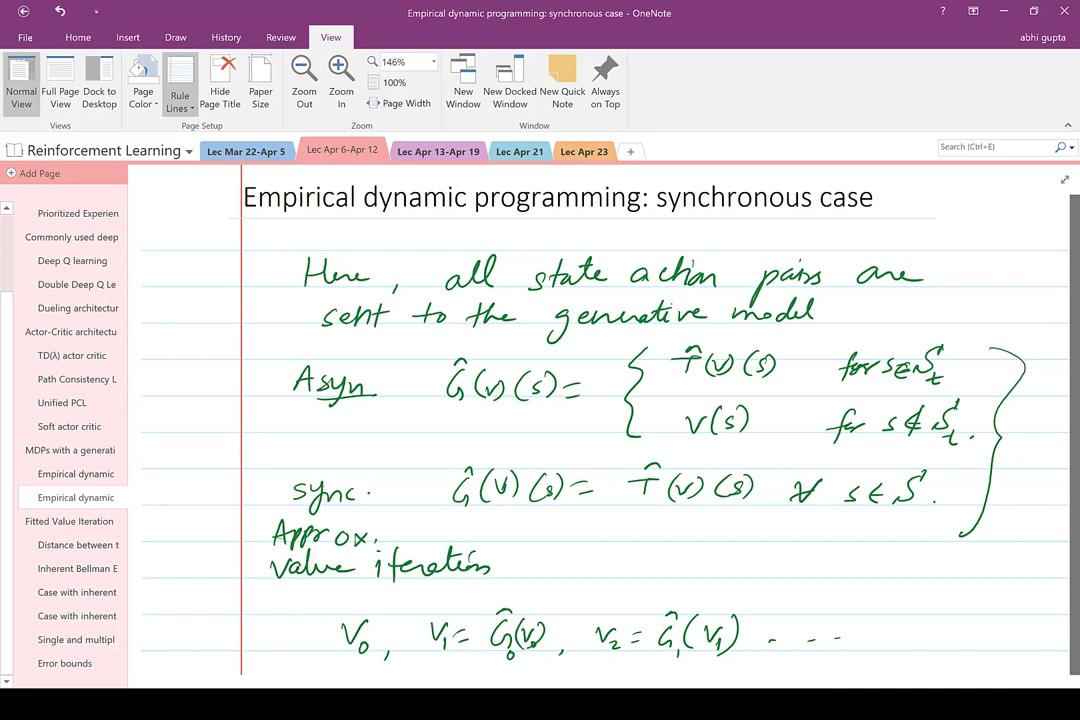 Empirical dynamic programming: synchronous case - OneNote
?
File Home Insert Draw History Review View
abhi gupta
Normal View
Full Page View
Dock to Desktop
Page Color
Rule Lines
Hide Page Title
Paper Size
Zoom Out
Zoom In
146%
100%
Page Width
New Window
New Docked Window
New Quick Note
Always on Top
Views
Page Setup
Zoom
Window
Reinforcement Learning
Lec Mar 22-Apr 5
Lec Apr 6-Apr 12
Lec Apr 13-Apr 19
Lec Apr 21
Lec Apr 23
+
Search (Ctrl+E)
Add Page
Prioritized Experien
Commonly used deep
Deep Q learning
Double Deep Q Le
Dueling architectur
Actor-Critic architectu
TD(λ) actor critic
Path Consistency L
Unified PCL
Soft actor critic
MDPs with a generati
Empirical dynamic
Empirical dynamic
Fitted Value Iteration
Distance between t
Inherent Bellman E
Case with inherent
Case with inherent
Single and multipl
Error bounds
Empirical dynamic programming: synchronous case
Here, all state action pairs are
sent to the generative model
Asyn Ĝ(v)(s) = { T̂(v)(s) for s ∈ S_t
v(s) for s ∉ S_t.
sync. Ĝ(v)(s) = T̂(v)(s) ∀ s ∈ S.
Approx.
value iteration
V₀, V₁ = Ĝ₀(V₀), V₂ = Ĝ₁(V₁) . - - -